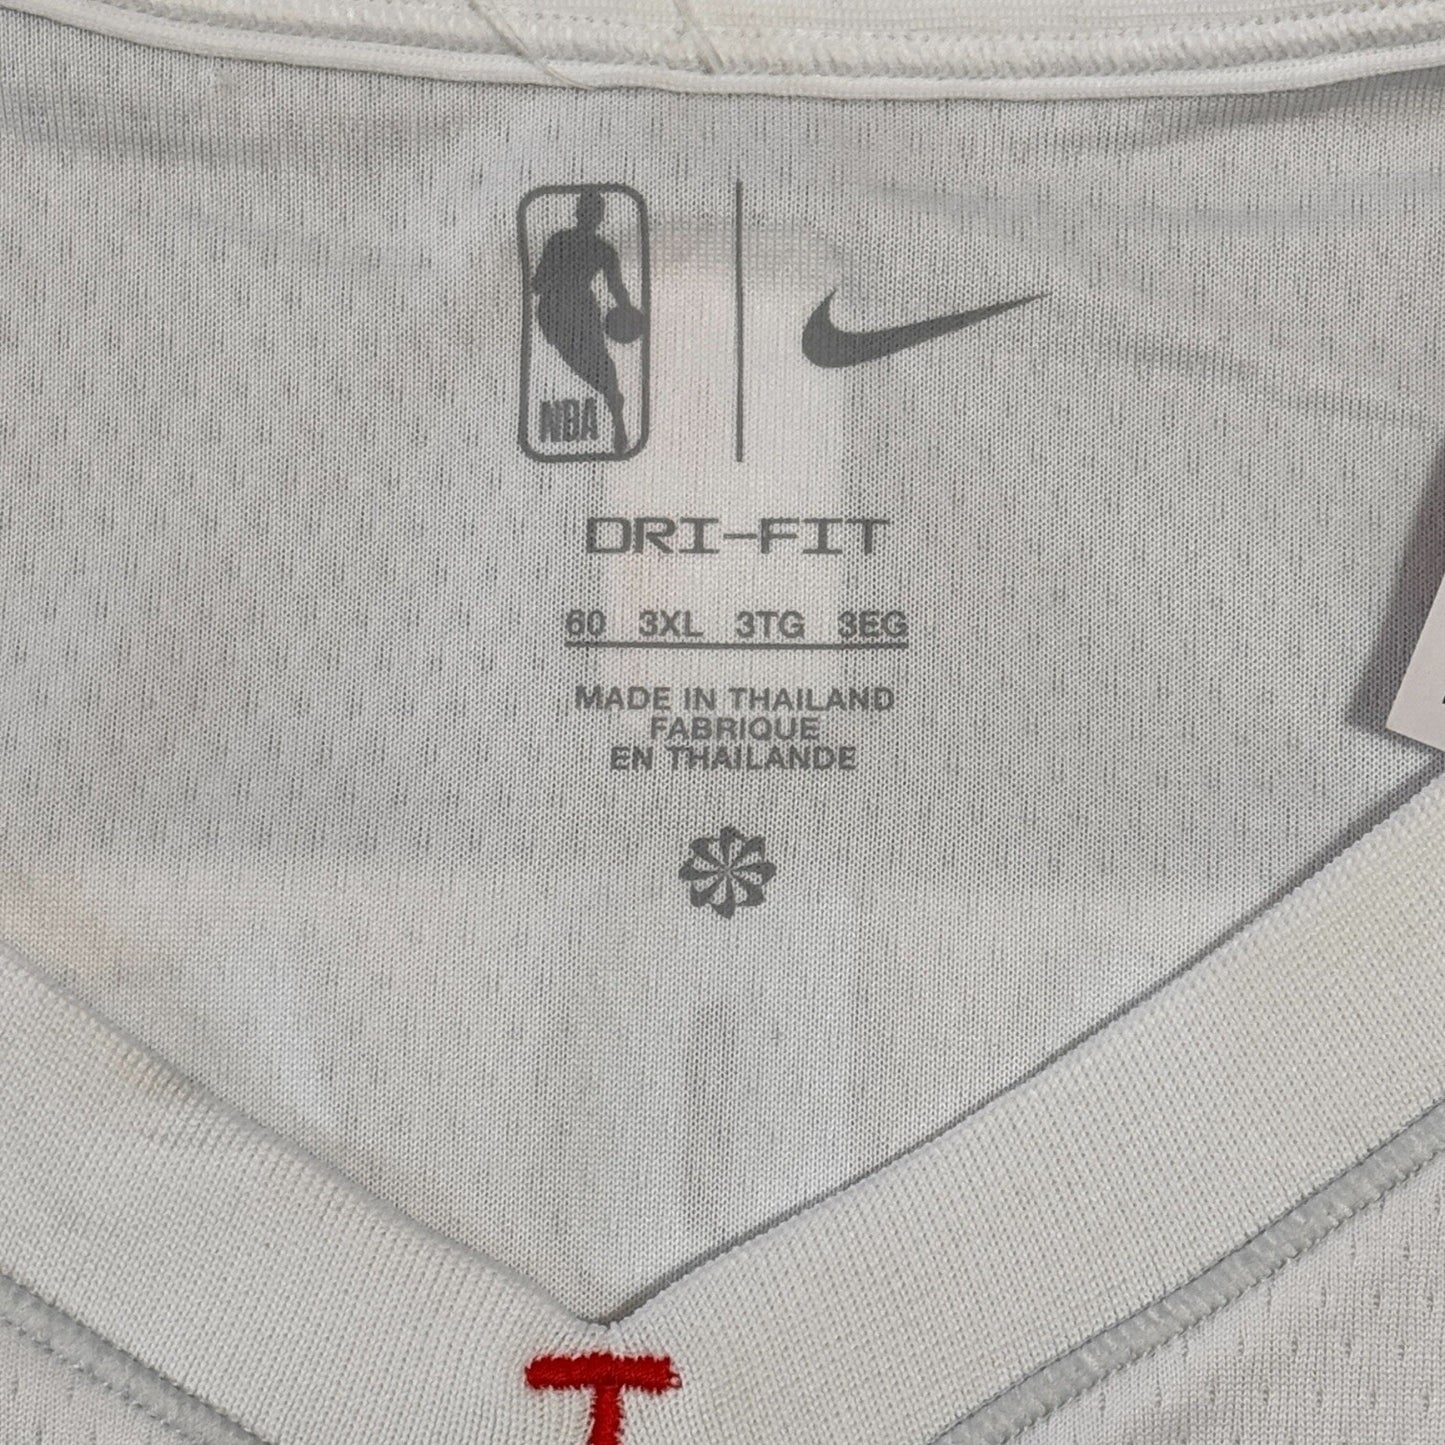 NBA
DRI-FIT
60 3XL 3TG 3EG
MADE IN THAILAND
FABRIQUE
EN THAILANDE
T